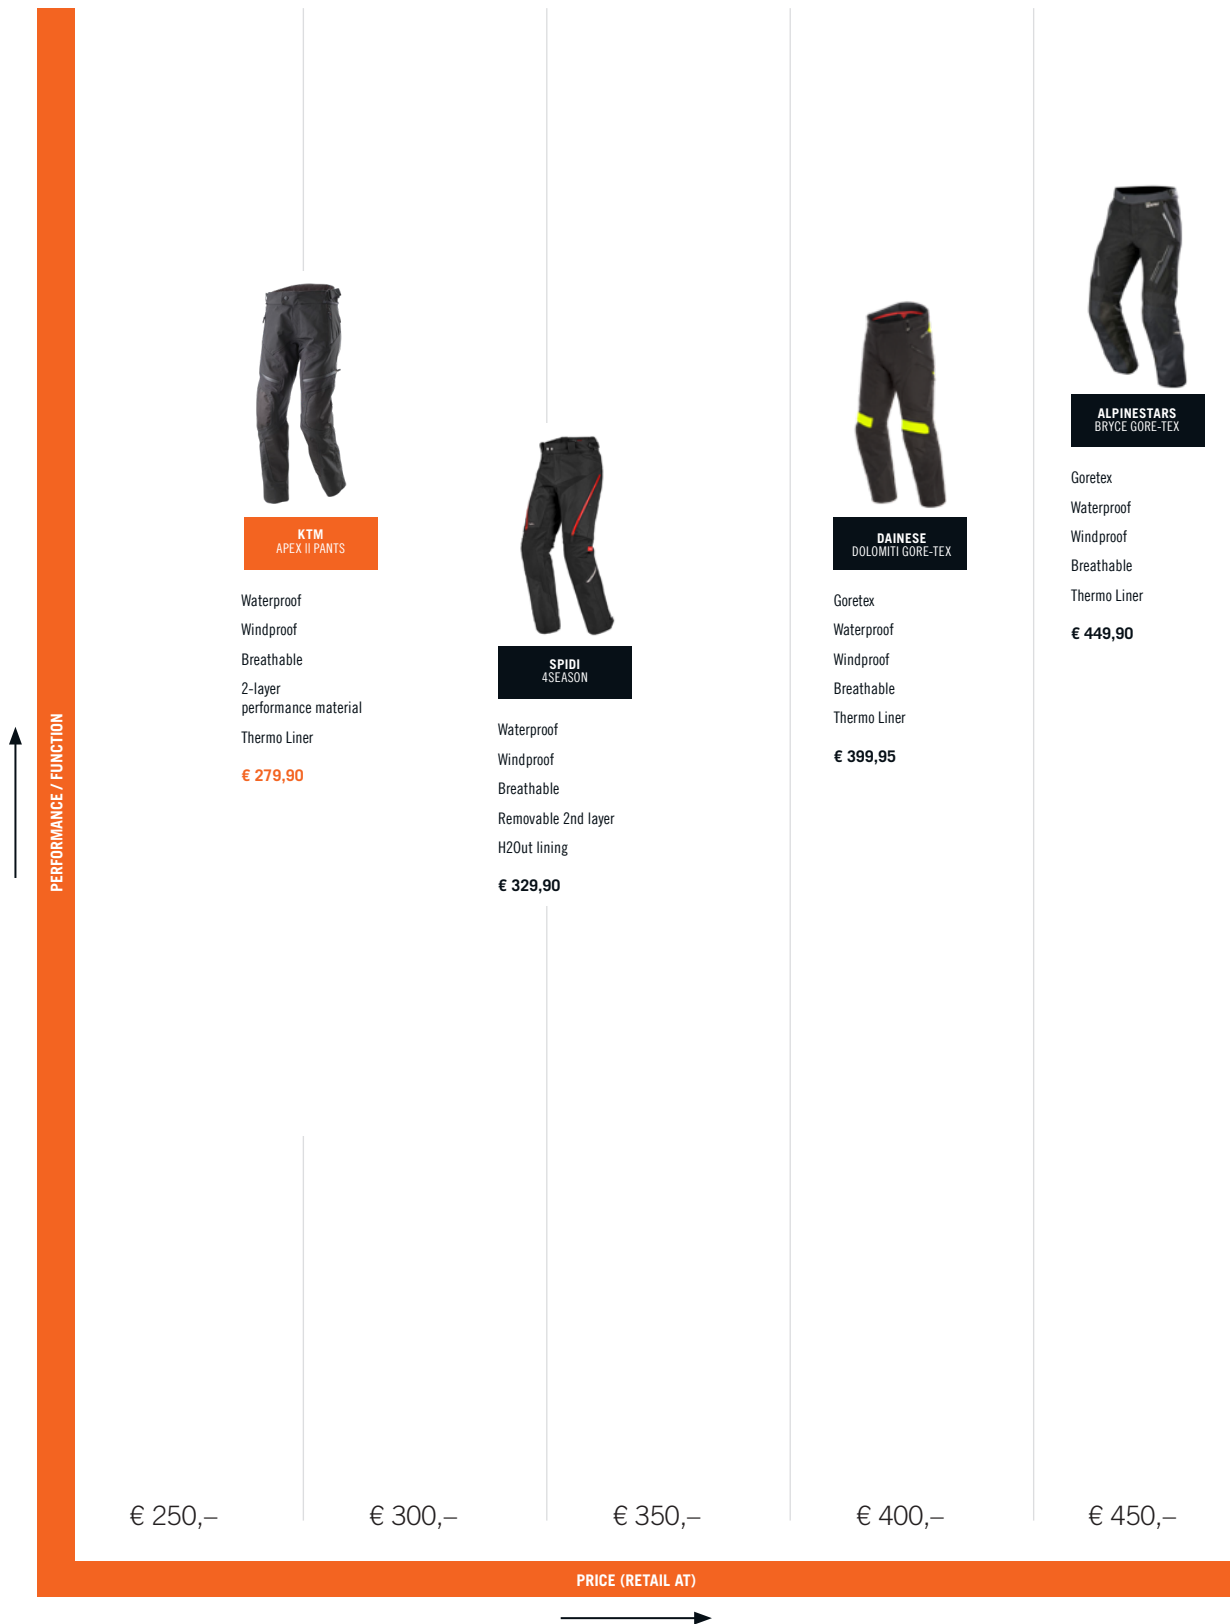 PERFORMANCE / FUNCTION
KTM
APEX II PANTS
Waterproof
Windproof
Breathable
2-layer
performance material
Thermo Liner
€ 279,90
SPIDI
4SEASON
Waterproof
Windproof
Breathable
Removable 2nd layer
H2Out lining
€ 329,90
DAINESE
DOLOMITI GORE-TEX
Goretex
Waterproof
Windproof
Breathable
Thermo Liner
€ 399,95
ALPINESTARS
BRYCE GORE-TEX
Goretex
Waterproof
Windproof
Breathable
Thermo Liner
€ 449,90
€ 250,–
€ 300,–
€ 350,–
€ 400,–
€ 450,–
PRICE (RETAIL AT)